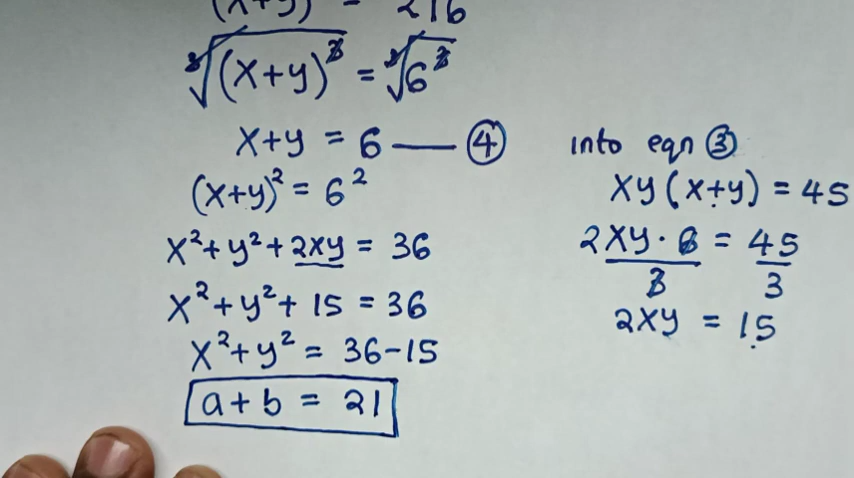 (x+y) = 216
∛(x+y)³ = ∛6³
x+y = 6 —— ④
(x+y)² = 6²
x²+y²+2xy = 36
x²+y²+15 = 36
x²+y² = 36-15
a+b = 21
into eqn ③
xy(x+y) = 45
2xy·6/3 = 45/3
2xy = 15